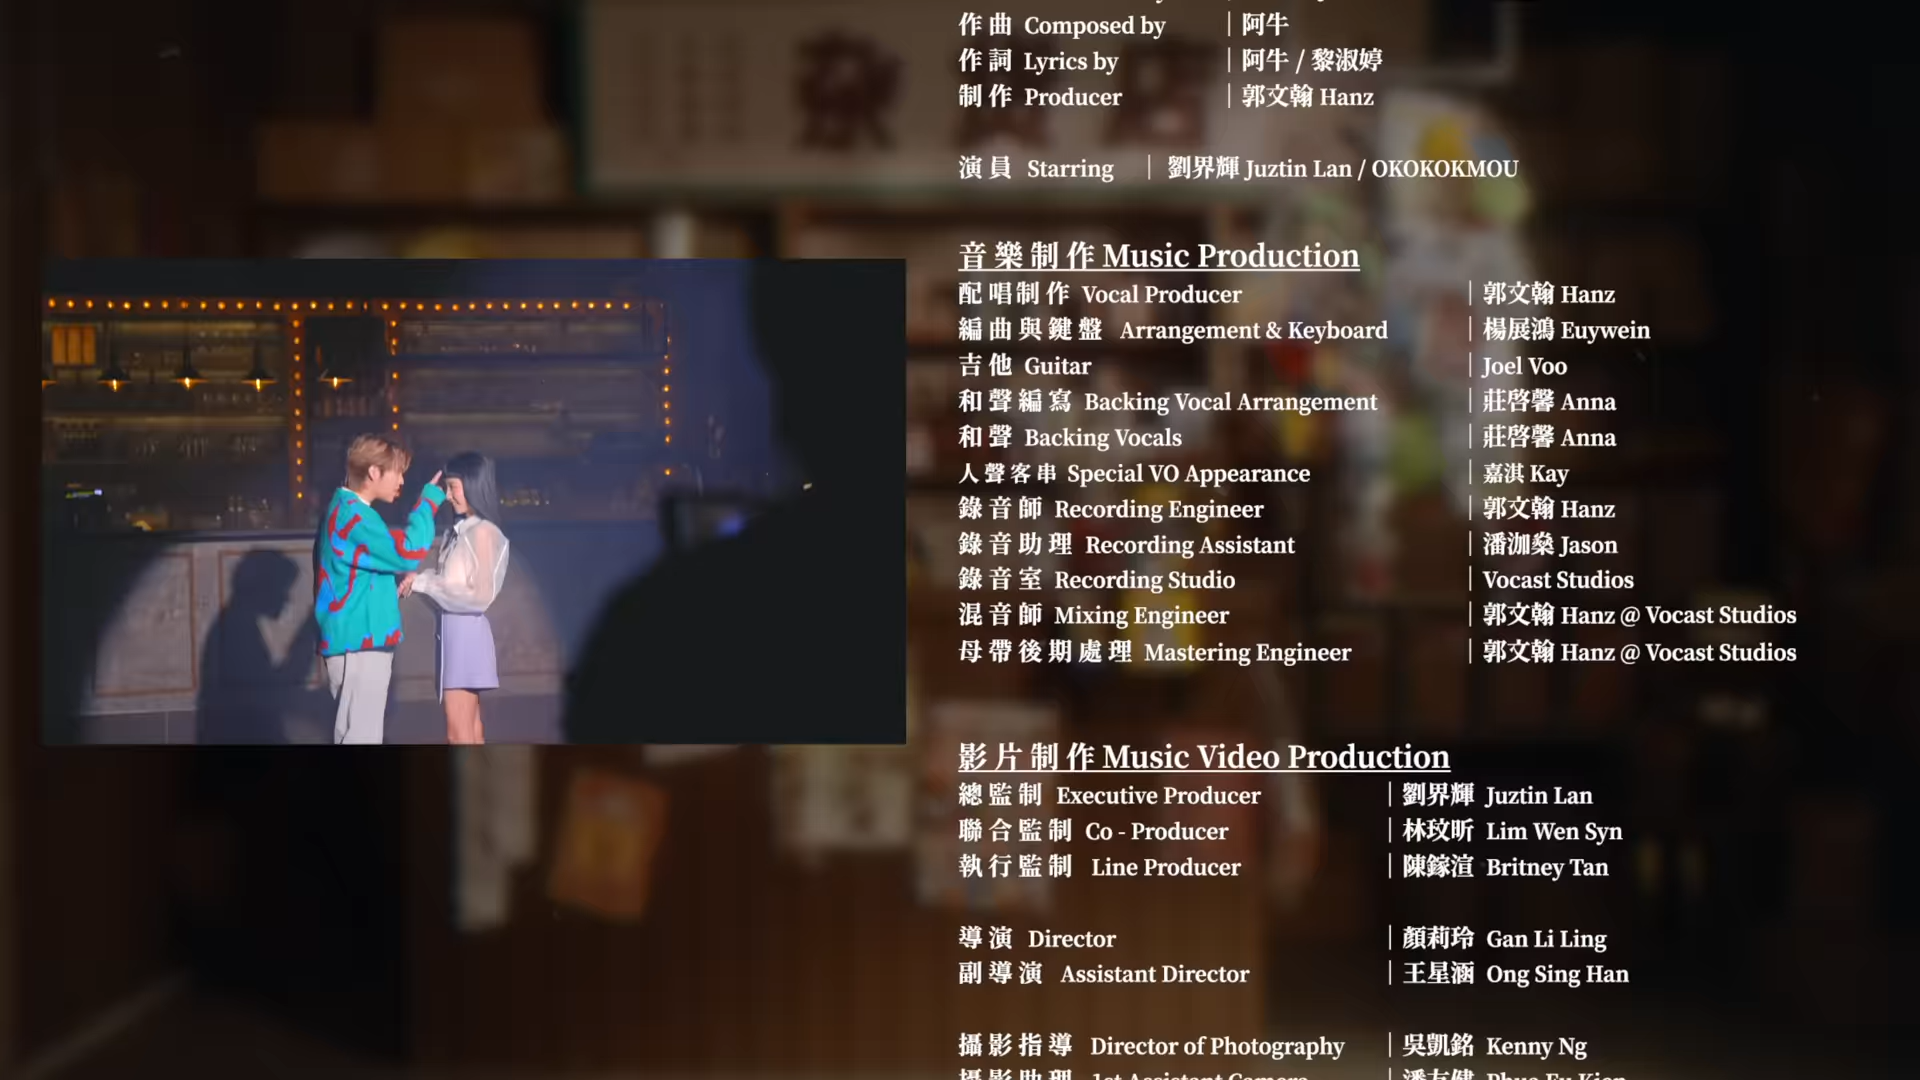 作曲 Composed by | 阿牛
作詞 Lyrics by | 阿牛 / 黎淑婷
制作 Producer | 郭文翰 Hanz
演員 Starring | 劉界輝 Juztin Lan / OKOKOKMOU
音樂制作 Music Production
配唱制作 Vocal Producer | 郭文翰 Hanz
編曲與鍵盤 Arrangement & Keyboard | 楊展鴻 Euywein
吉他 Guitar | Joel Voo
和聲編寫 Backing Vocal Arrangement | 莊啓馨 Anna
和聲 Backing Vocals | 莊啓馨 Anna
人聲客串 Special VO Appearance | 嘉淇 Kay
錄音師 Recording Engineer | 郭文翰 Hanz
錄音助理 Recording Assistant | 潘泇燊 Jason
錄音室 Recording Studio | Vocast Studios
混音師 Mixing Engineer | 郭文翰 Hanz @ Vocast Studios
母帶後期處理 Mastering Engineer | 郭文翰 Hanz @ Vocast Studios
影片制作 Music Video Production
總監制 Executive Producer | 劉界輝 Juztin Lan
聯合監制 Co - Producer | 林玟昕 Lim Wen Syn
執行監制 Line Producer | 陳鎵渲 Britney Tan
導演 Director | 顏莉玲 Gan Li Ling
副導演 Assistant Director | 王星涵 Ong Sing Han
攝影指導 Director of Photography | 吳凱銘 Kenny Ng